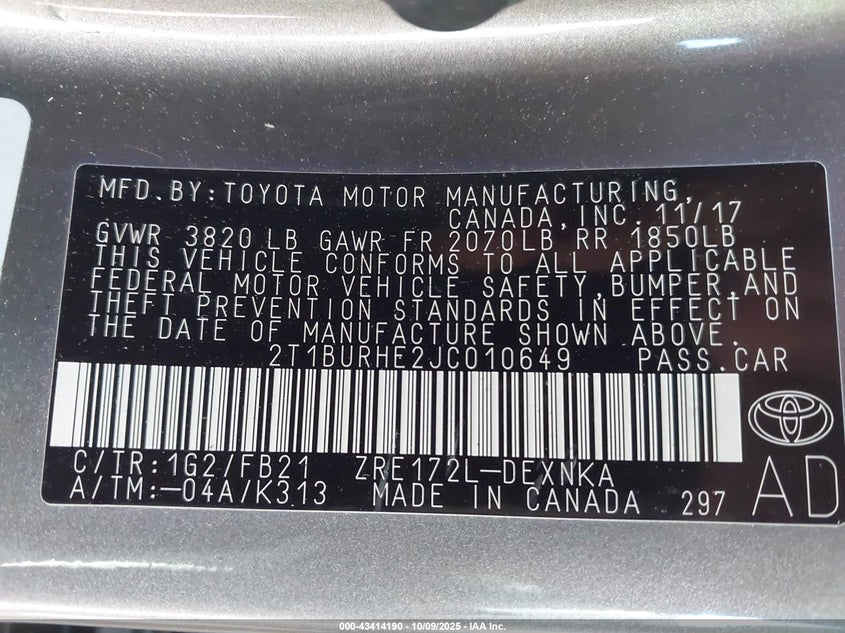 MFD.BY:TOYOTA MOTOR MANUFACTURING,
CANADA,INC. 11/17
GVWR 3820 LB GAWR FR 2070LB RR 1850LB
THIS VEHICLE CONFORMS TO ALL APPLICABLE
FEDERAL MOTOR VEHICLE SAFETY,BUMPER,AND
THEFT PREVENTION STANDARDS IN EFFECT ON
THE DATE OF MANUFACTURE SHOWN ABOVE.
2T1BURHE2JC010649 PASS.CAR
C/TR:1G2/FB21 ZRE172L-DEXNKA
A/TM:-04A/K313 MADE IN CANADA 297 AD
000-43414190 - 10/09/2025 - IAA Inc.